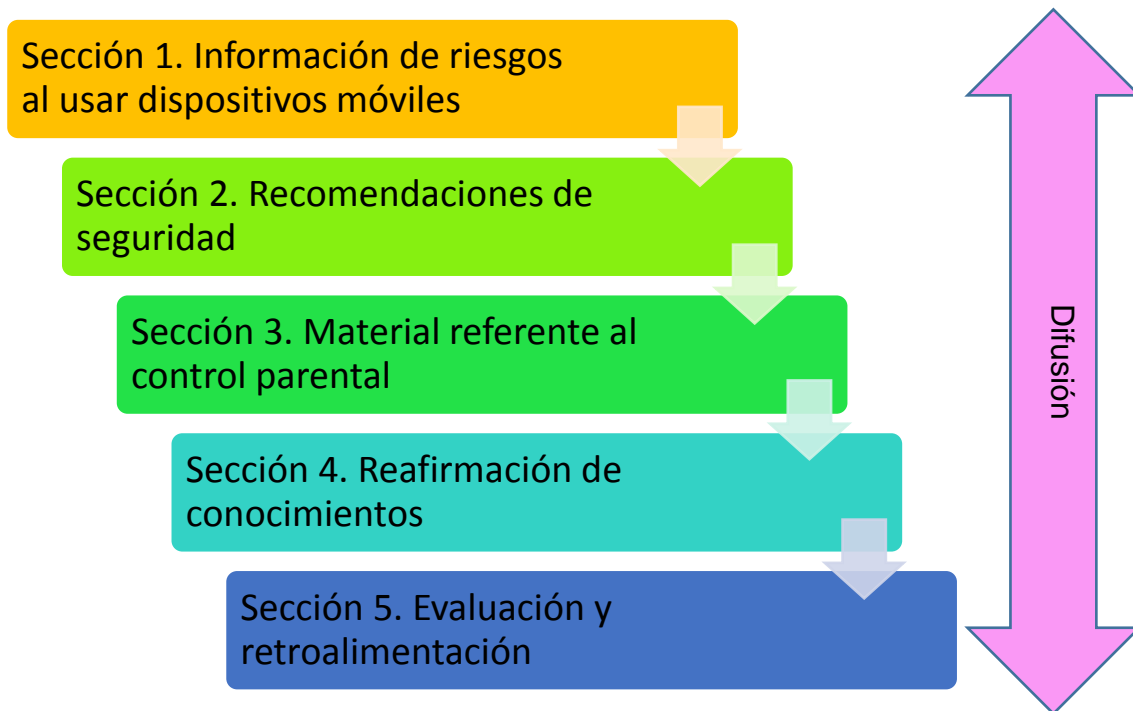 Sección 1. Información de riesgos
al usar dispositivos móviles
Sección 2. Recomendaciones de
seguridad
Sección 3. Material referente al
control parental
Sección 4. Reafirmación de
conocimientos
Sección 5. Evaluación y
retroalimentación
Difusión